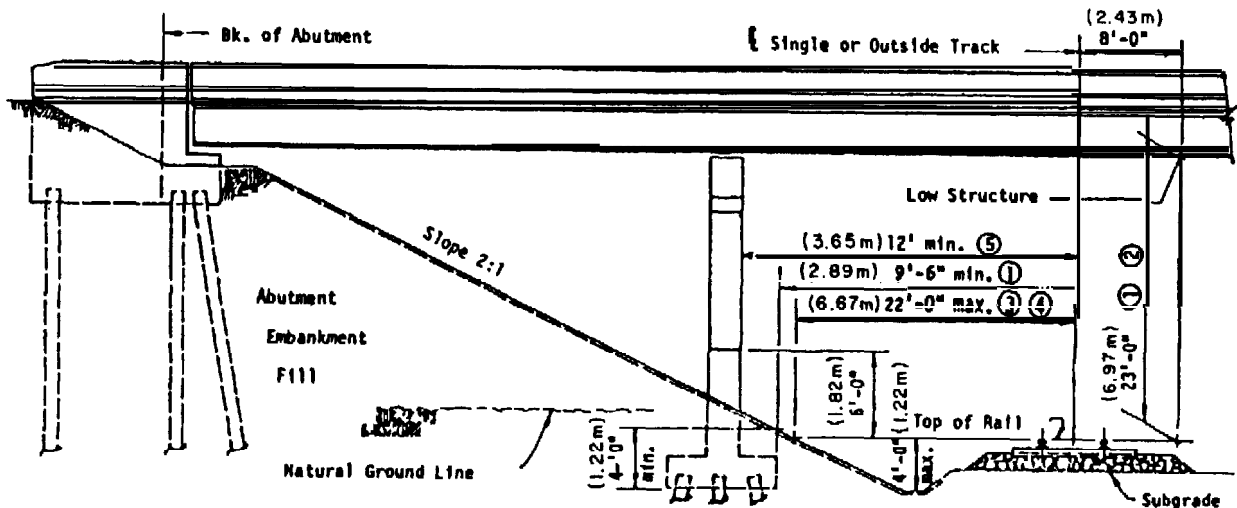 (2.43m)
8'-0"
Bk. of Abutment
℄ Single or Outside Track
Low Structure
Slope 2:1
(3.65m) 12' min. ⑤
(2.89m) 9'-6" min. ①
(6.67m) 22'-0" max. ③ ④
① ②
(6.97m)
23'-0"
Abutment
Embankment
Fill
(1.82m)
6'-0"
Top of Rail
(1.22m)
4'-0"
max.
(1.22m)
4'-0"
min.
Natural Ground Line
Subgrade